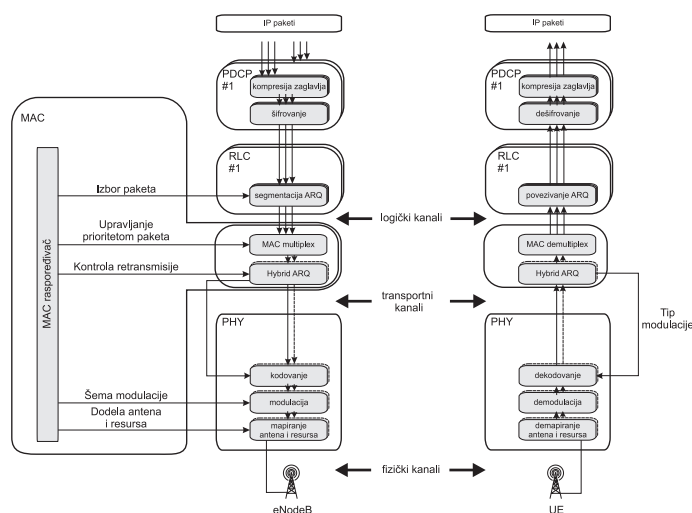 IP paketi
PDCP
#1
kompresija zaglavlja
šifrovanje
RLC
#1
segmentacija ARQ
MAC
MAC raspoređivač
Izbor paketa
Upravljanje
prioritetom paketa
Kontrola retransmisije
Šema modulacije
Dodela antena
i resursa
MAC multiplex
Hybrid ARQ
PHY
kodovanje
modulacija
mapiranje
antena i resursa
eNodeB
logički kanali
transportni
kanali
fizički kanali
IP paketi
PDCP
#1
kompresija zaglavlja
dešifrovanje
RLC
#1
povezivanje ARQ
MAC demultiplex
Hybrid ARQ
Tip
modulacije
PHY
dekodovanje
demodulacija
demapiranje
antena i resursa
UE